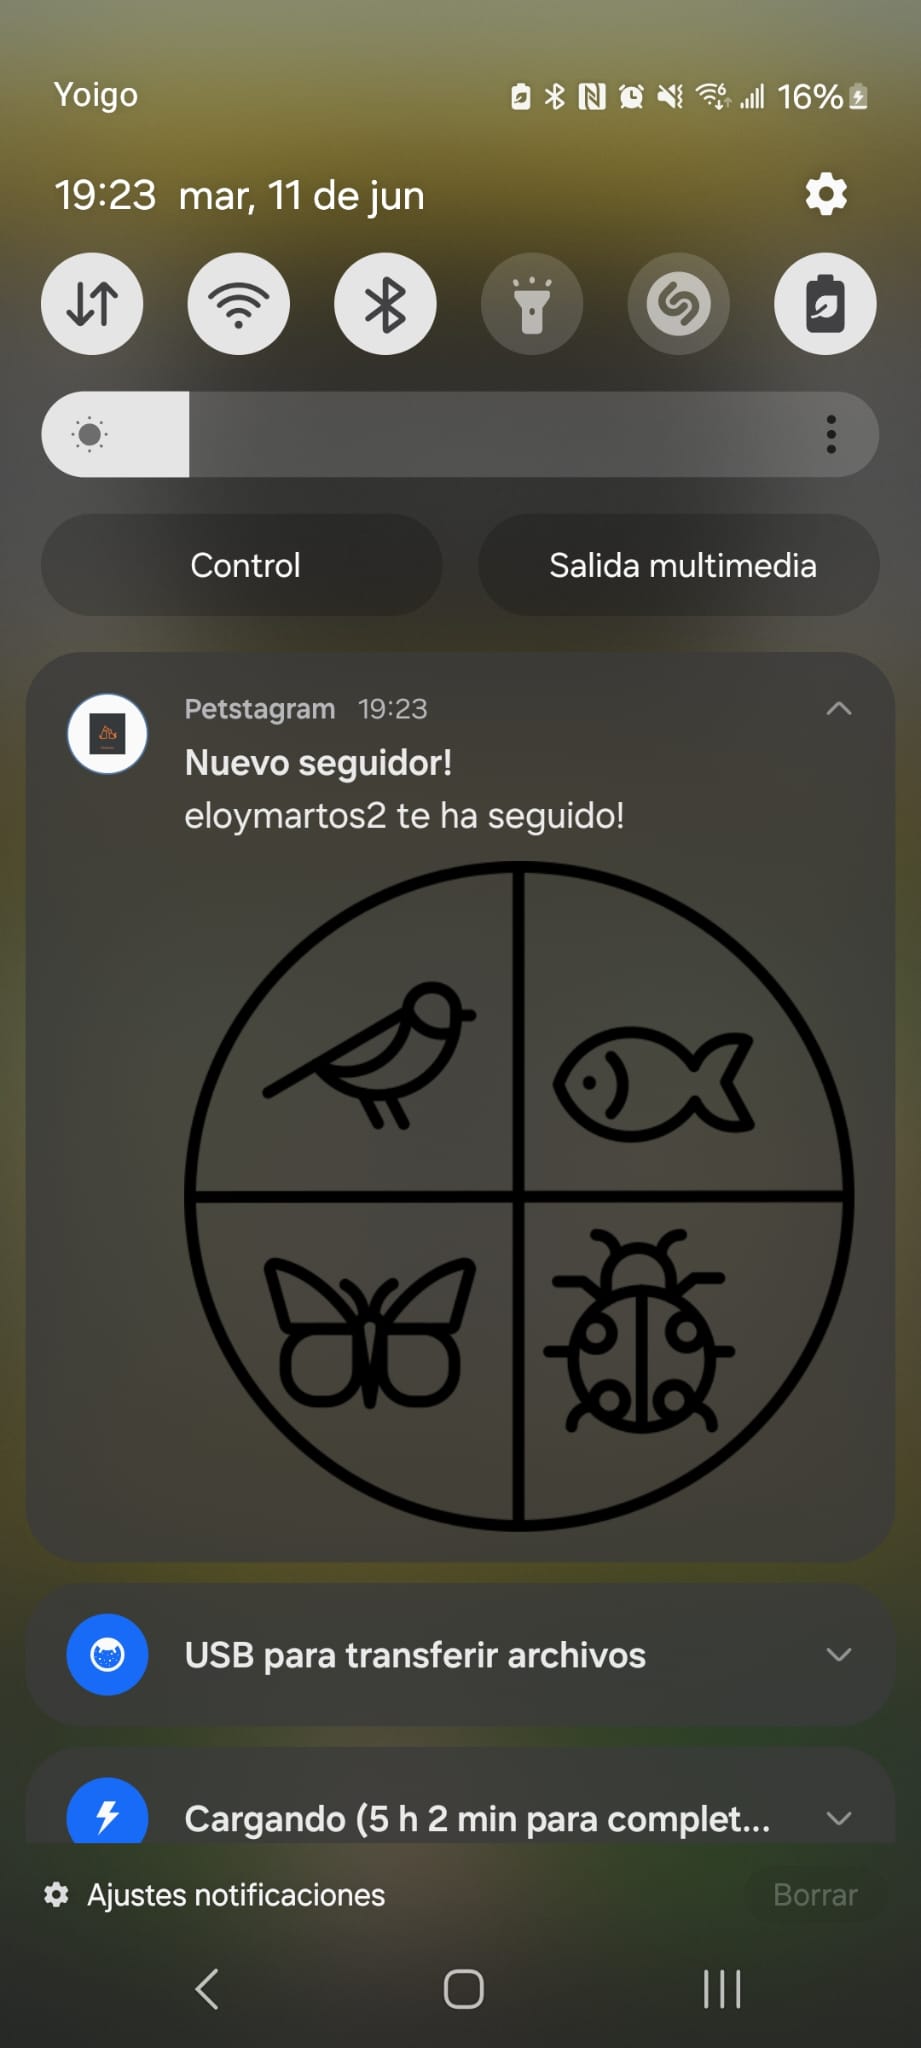 Yoigo 16%
19:23 mar, 11 de jun
Control Salida multimedia
Petstagram 19:23
Nuevo seguidor!
eloymartos2 te ha seguido!
USB para transferir archivos
Cargando (5 h 2 min para complet...
Ajustes notificaciones Borrar